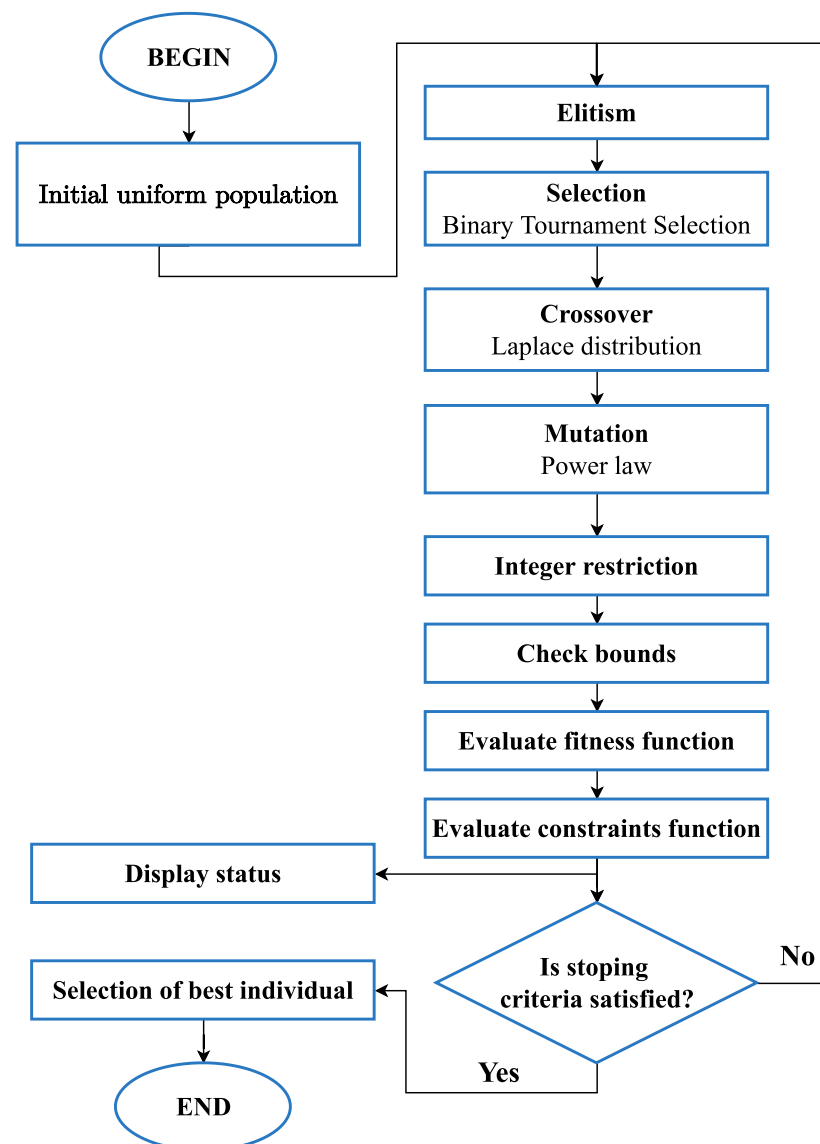 BEGIN
Initial uniform population
Elitism
Selection
Binary Tournament Selection
Crossover
Laplace distribution
Mutation
Power law
Integer restriction
Check bounds
Evaluate fitness function
Evaluate constraints function
Display status
Is stoping
criteria satisfied?
No
Yes
Selection of best individual
END